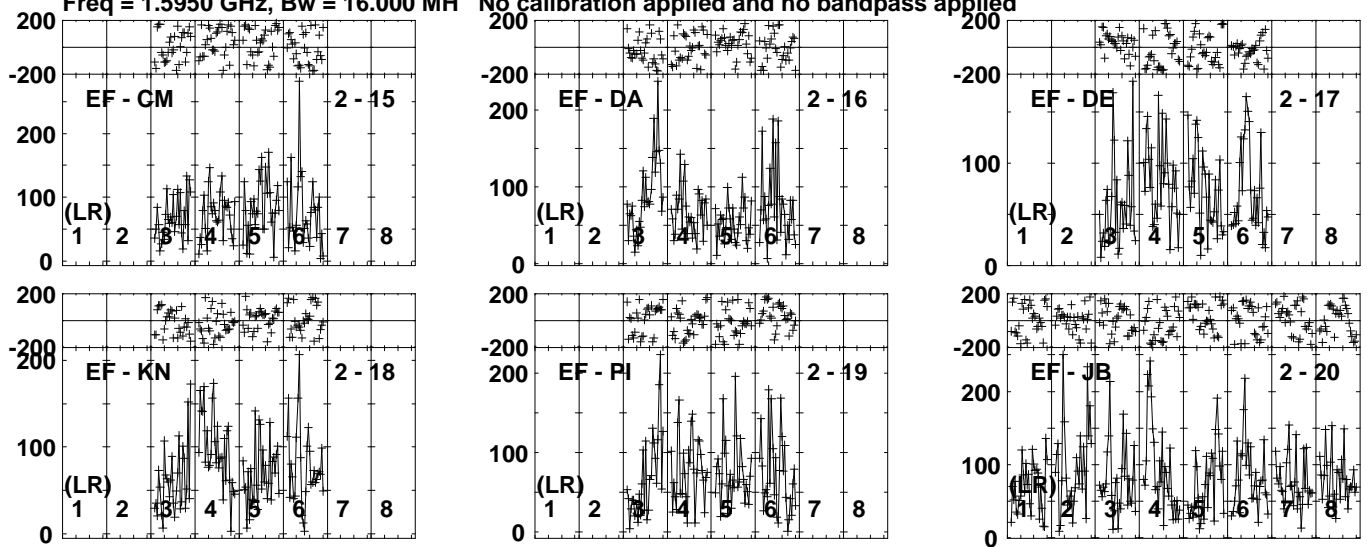 Freq = 1.5950 GHz, Bw = 16.000 MH No calibration applied and no bandpass applied
200 200 200
-200 -200 -200
EF - CM 2 - 15 EF - DA 2 - 16 EF - DE 2 - 17
200 200
100 100 100
(LR) (LR) (LR)
1 2 3 4 5 6 7 8 1 2 3 4 5 6 7 8 1 2 3 4 5 6 7 8
0 0 0
200 200 200
-200 -200 -200
200
EF - KN 2 - 18 EF - PI 2 - 19 EF - JB 2 - 20
200 200
100 100 100
(LR) (LR) (LR)
1 2 3 4 5 6 7 8 1 2 3 4 5 6 7 8 1 2 3 4 5 6 7 8
0 0 0